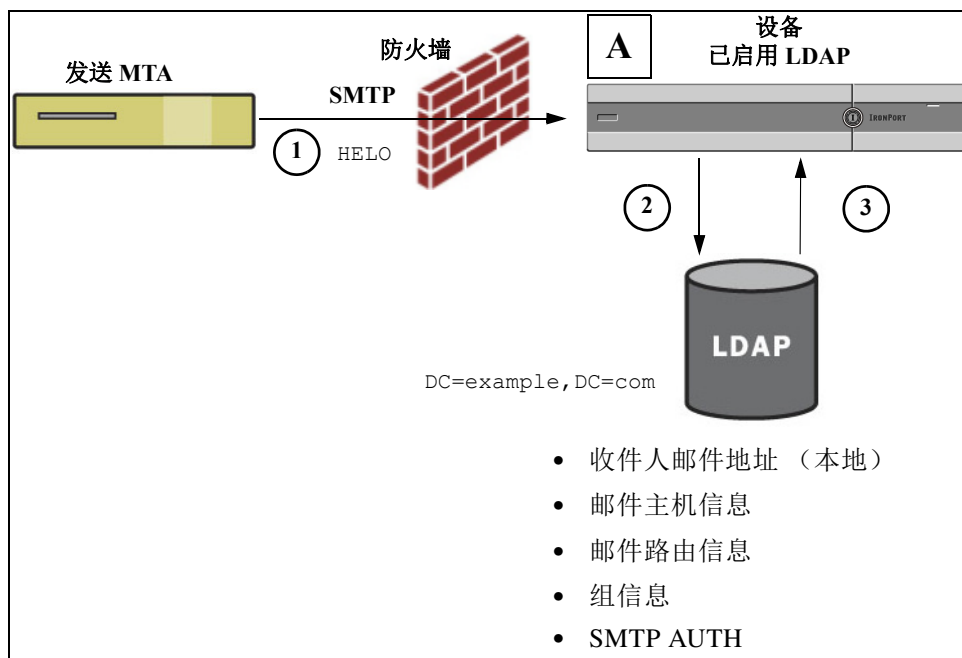 发送 MTA
防火墙
SMTP
1
HELO
A
设备
已启用 LDAP
IRONPORT
2
3
LDAP
DC=example,DC=com
• 收件人邮件地址 （本地）
• 邮件主机信息
• 邮件路由信息
• 组信息
• SMTP AUTH